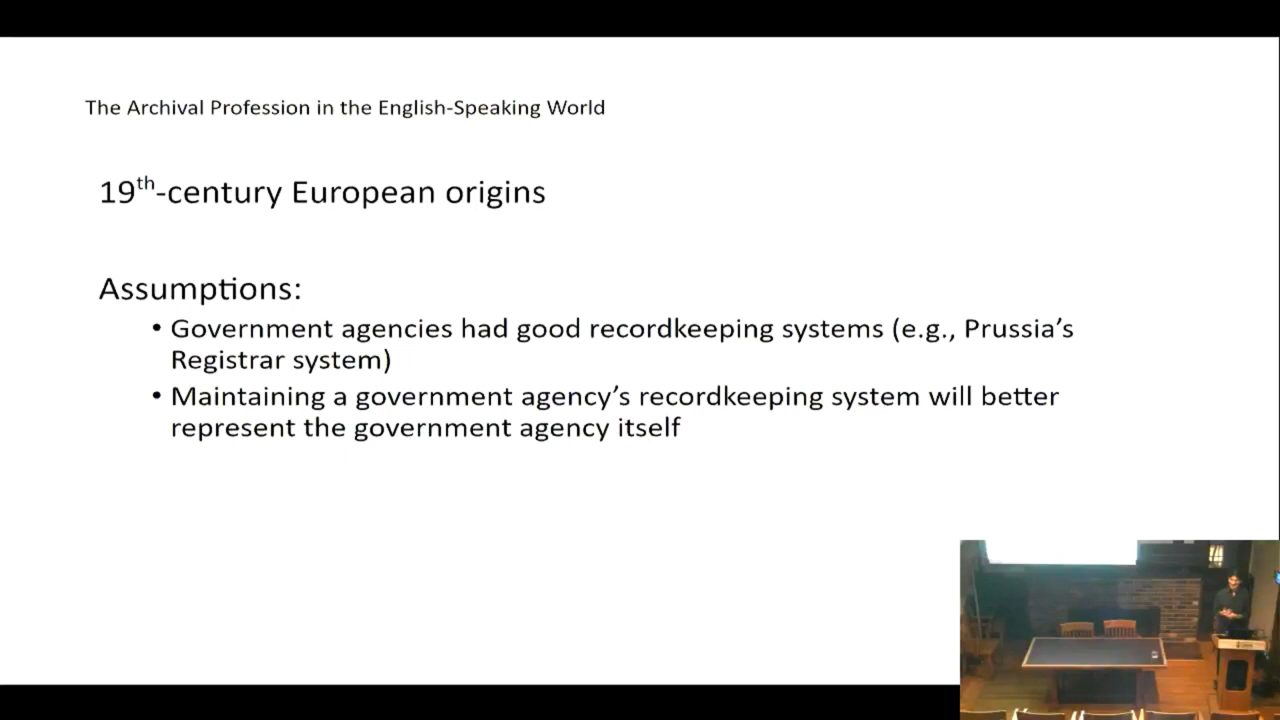 The Archival Profession in the English-Speaking World
19th-century European origins
Assumptions:
• Government agencies had good recordkeeping systems (e.g., Prussia’s
Registrar system)
• Maintaining a government agency’s recordkeeping system will better
represent the government agency itself